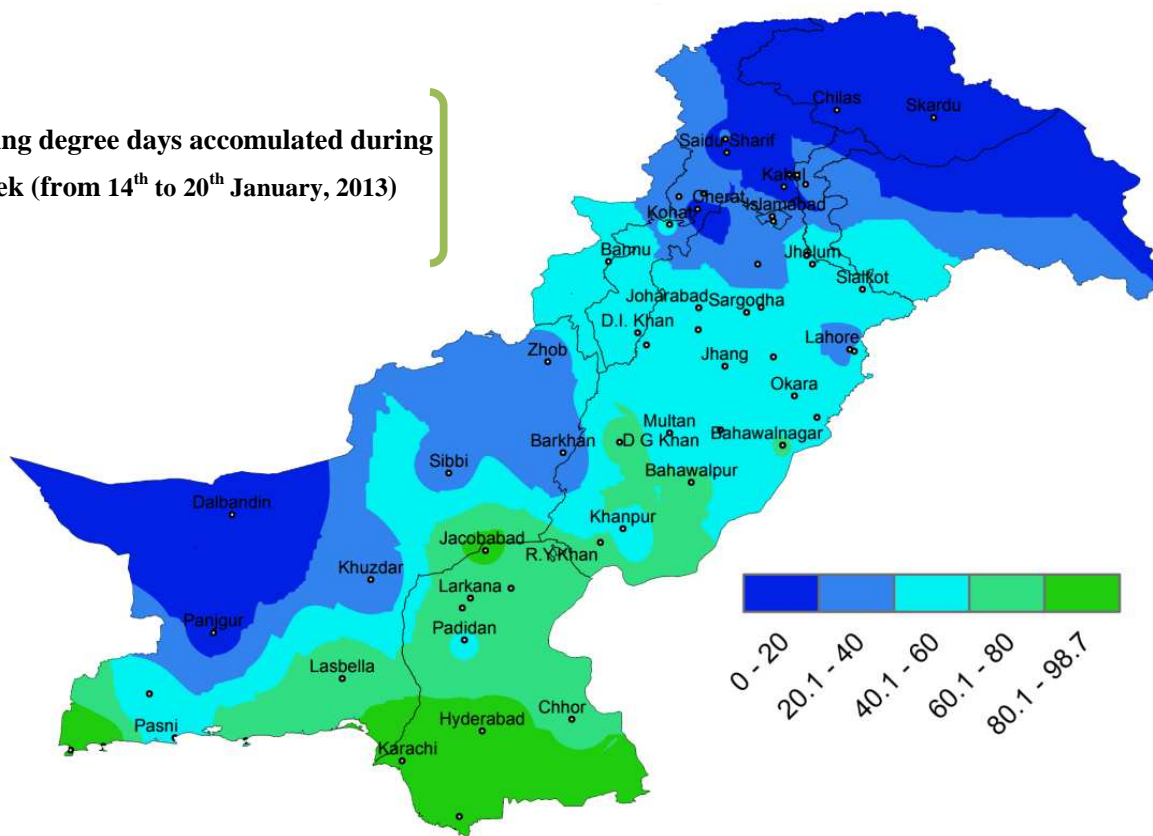 ing degree days accomulated during
ek (from 14th to 20th January, 2013)
Chilas
Skardu
Saidu Sharif
Kakul
Cherat
Islamabad
Kohat
Bannu
Jhelum
Sialkot
Joharabad
Sargodha
D.I. Khan
Lahore
Zhob
Jhang
Okara
Multan
Barkhan
D G Khan
Bahawalnagar
Sibbi
Bahawalpur
Dalbandin
Khanpur
Jacobabad
R.Y.Khan
Khuzdar
Larkana
Panjgur
Padidan
Lasbella
Chhor
Pasni
Hyderabad
Karachi
0 - 20
20.1 - 40
40.1 - 60
60.1 - 80
80.1 - 98.7